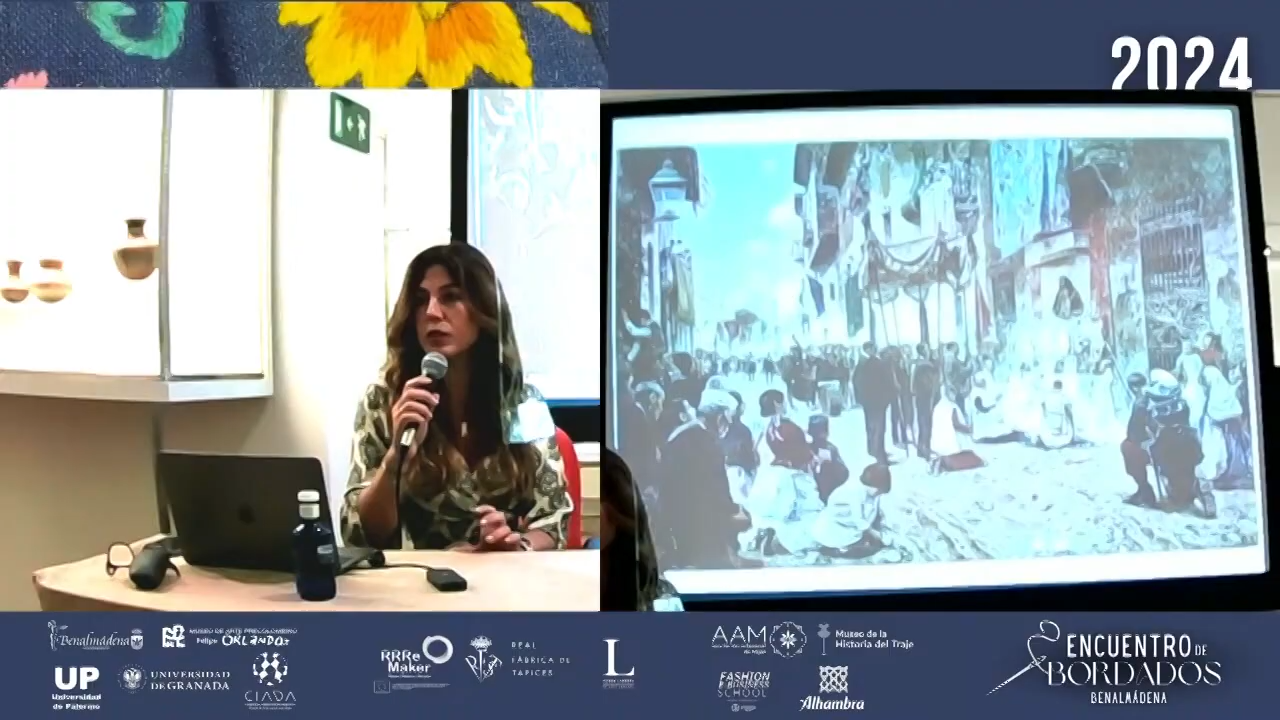 2024
Benalmádena
MUSEO DE ARTE PRECOLOMBINO
Felipe ORLANDO
UP
Universidad
de Palermo
UNIVERSIDAD
DE GRANADA
CIADA
RRRe
Maker
REAL
FÁBRICA DE
TAPICES
L
AAM
Museo de la
Historia del Traje
FASHION
& BUSINESS
SCHOOL
Alhambra
ENCUENTRO DE
BORDADOS
BENALMÁDENA